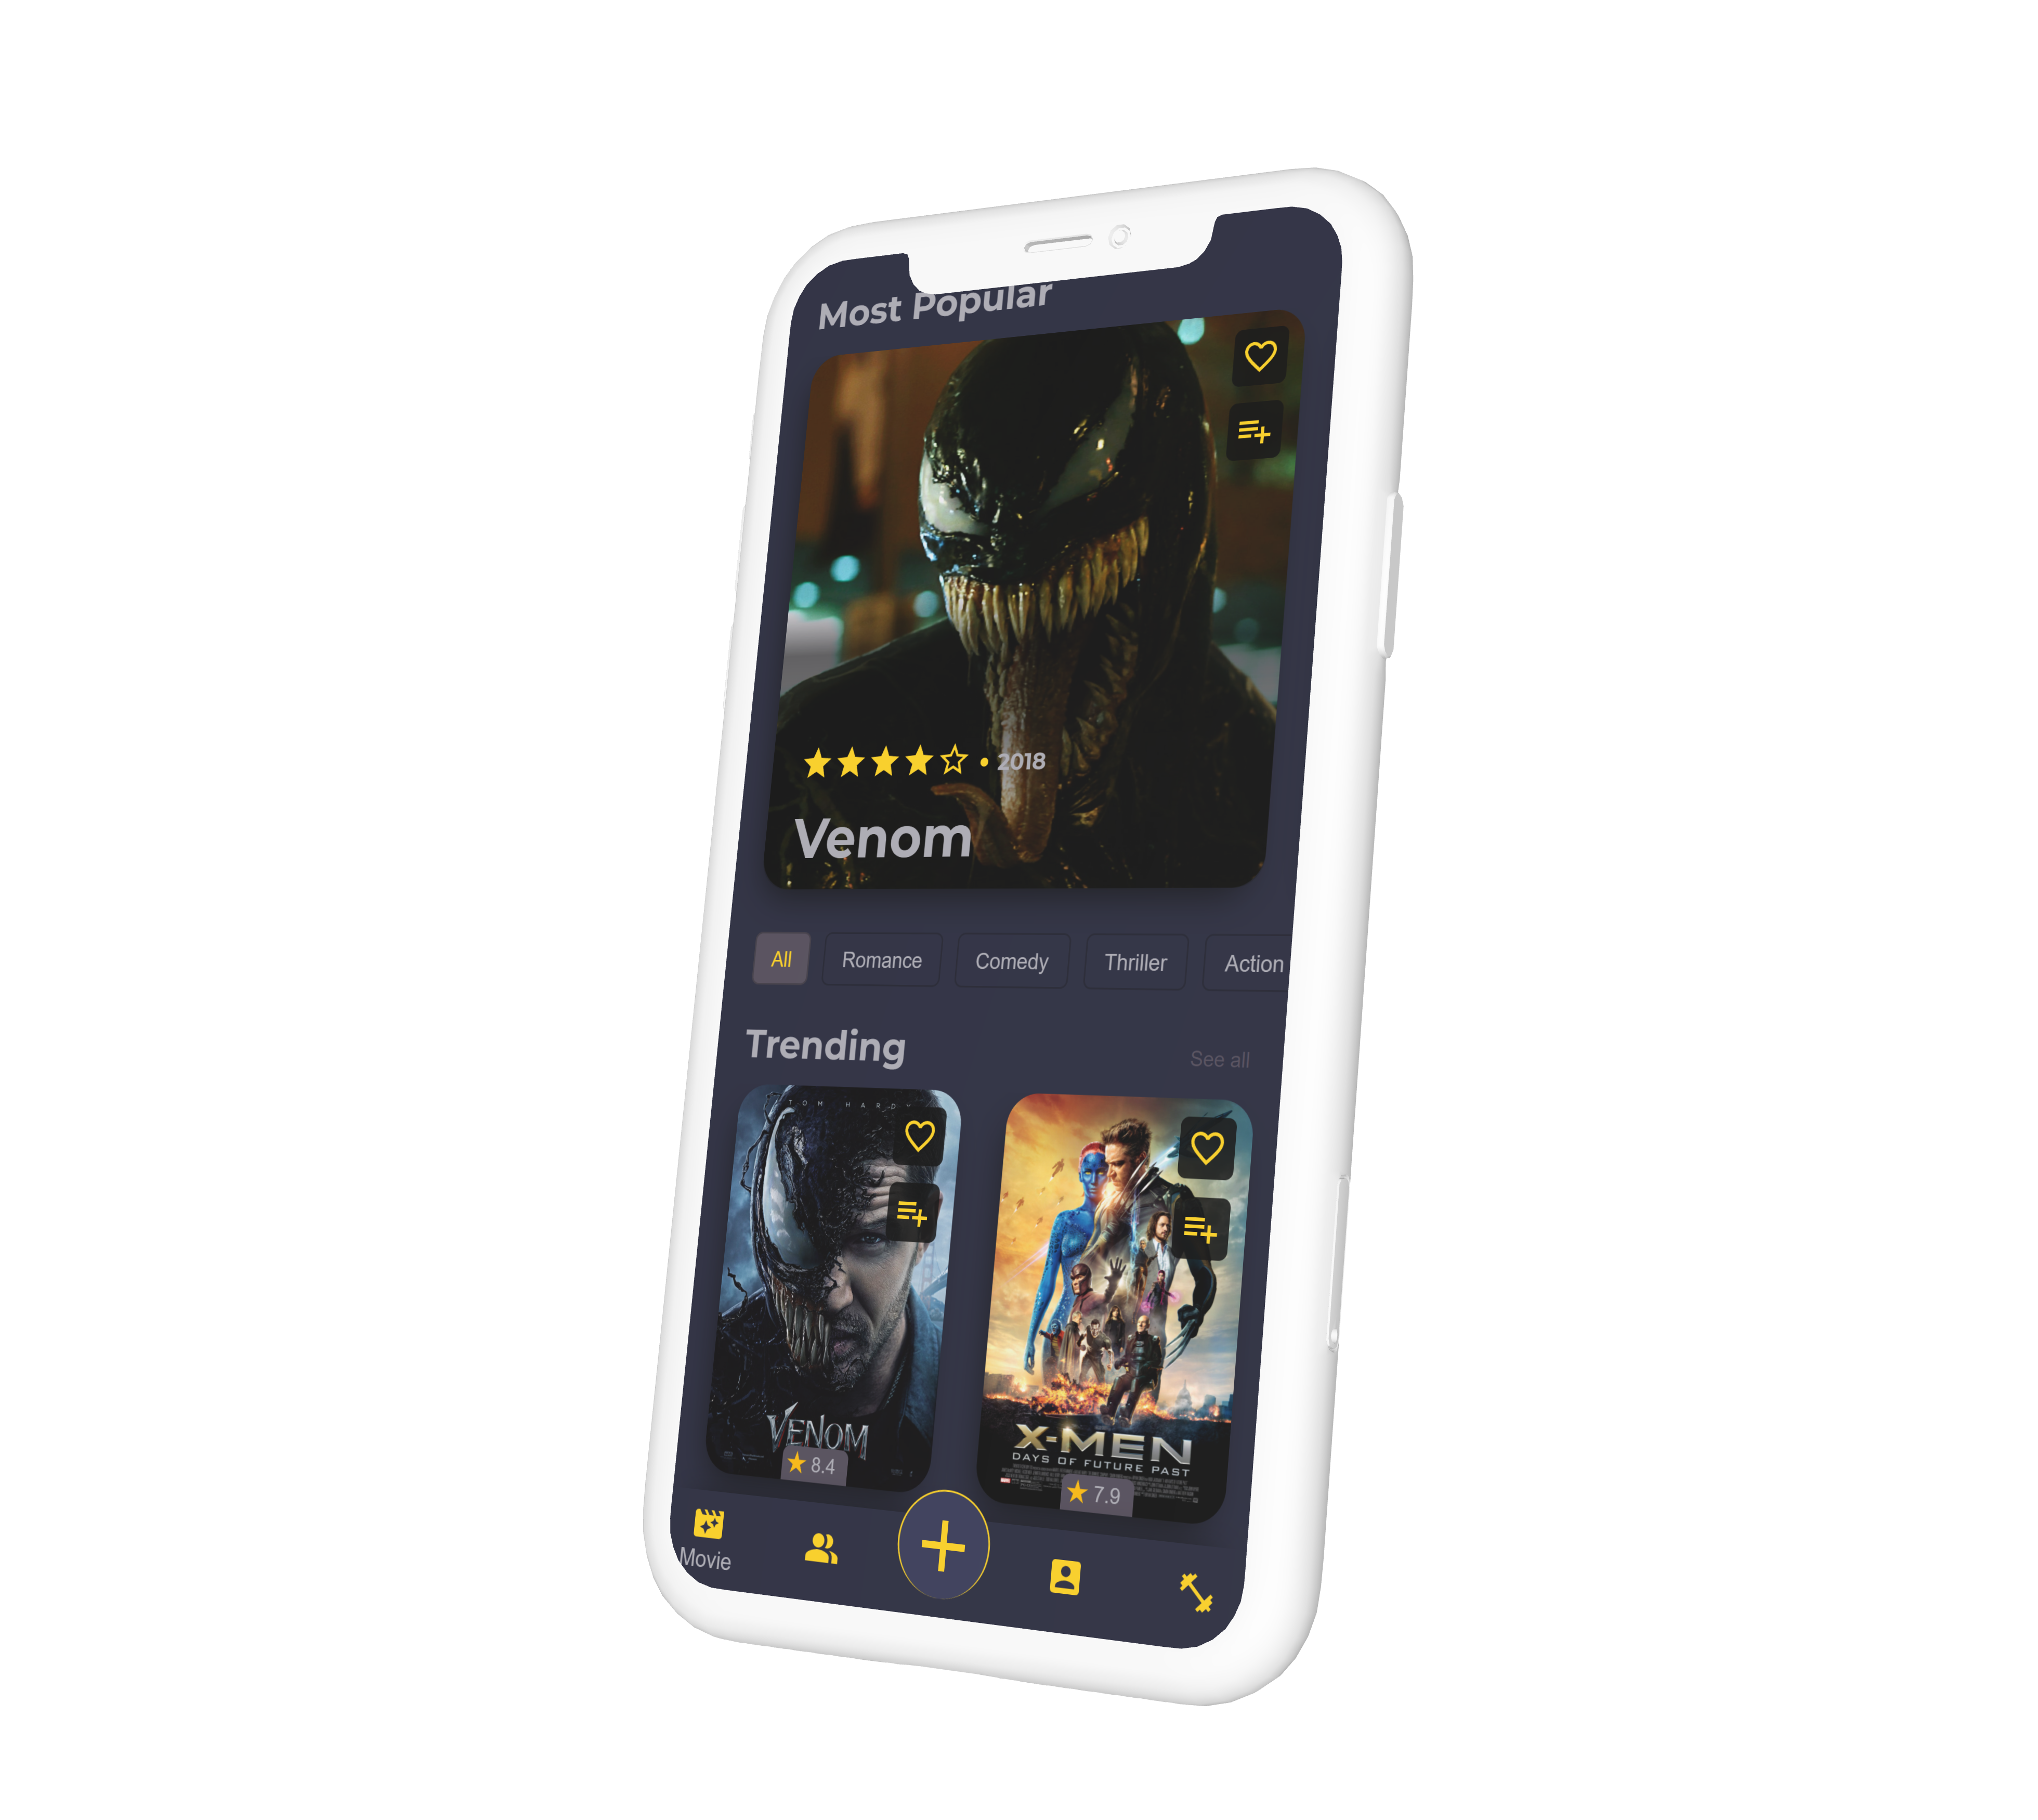 Most Popular
2018
Venom
All Romance Comedy Thriller Action
Trending See all
TOM HARDY
VENOM
8.4
X-MEN
DAYS OF FUTURE PAST
7.9
Movie